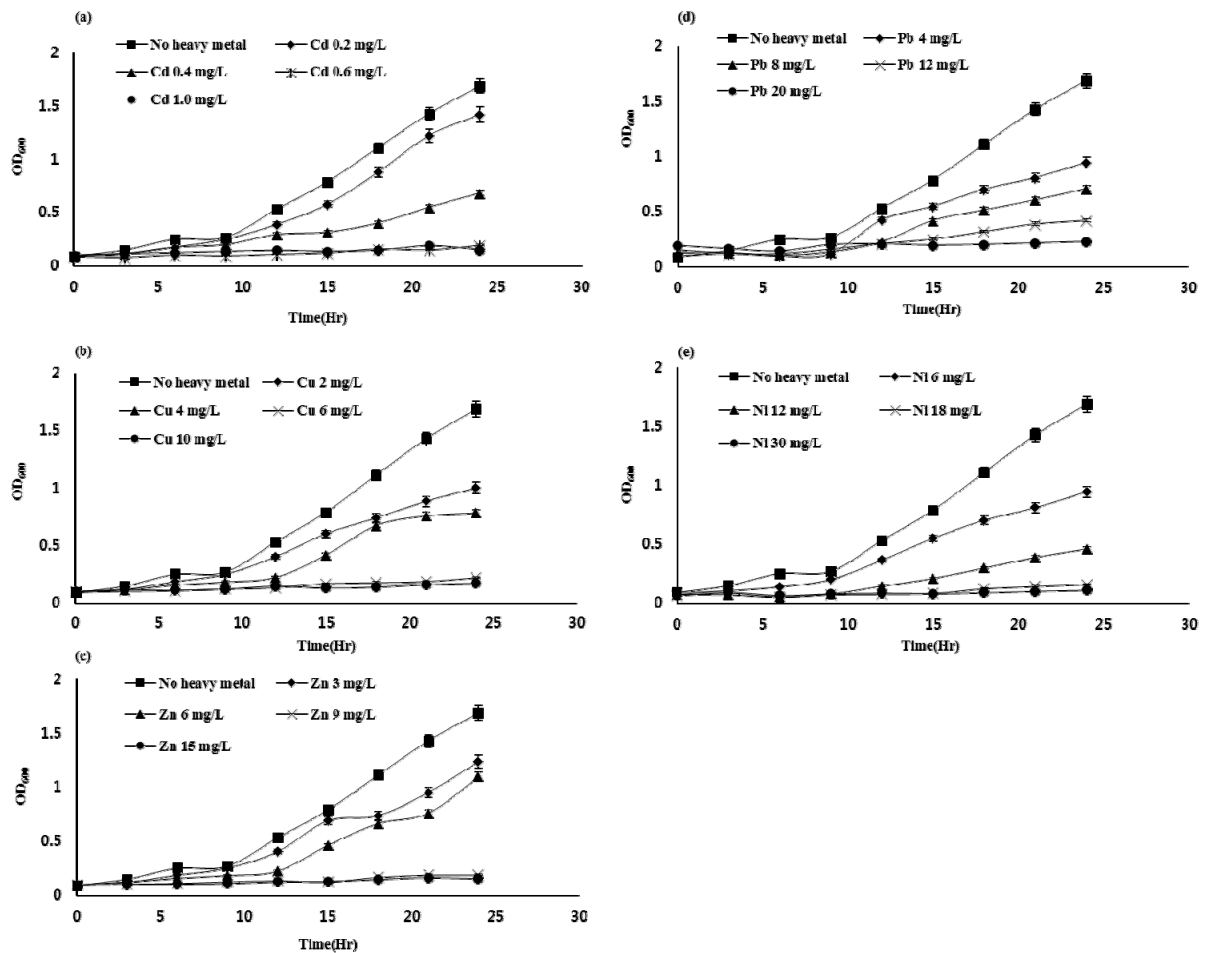 (a)
No heavy metal Cd 0.2 mg/L
Cd 0.4 mg/L Cd 0.6 mg/L
Cd 1.0 mg/L
2
1.5
1
0.5
0
OD600
0 5 10 15 20 25 30
Time(Hr)
(b)
No heavy metal Cu 2 mg/L
Cu 4 mg/L Cu 6 mg/L
Cu 10 mg/L
2
1.5
1
0.5
0
OD600
0 5 10 15 20 25 30
Time(Hr)
(c)
No heavy metal Zn 3 mg/L
Zn 6 mg/L Zn 9 mg/L
Zn 15 mg/L
2
1.5
1
0.5
0
OD600
0 5 10 15 20 25 30
Time(Hr)
(d)
No heavy metal Pb 4 mg/L
Pb 8 mg/L Pb 12 mg/L
Pb 20 mg/L
2
1.5
1
0.5
0
OD600
0 5 10 15 20 25 30
Time(Hr)
(e)
No heavy metal Ni 6 mg/L
Ni 12 mg/L Ni 18 mg/L
Ni 30 mg/L
2
1.5
1
0.5
0
OD600
0 5 10 15 20 25 30
Time(Hr)